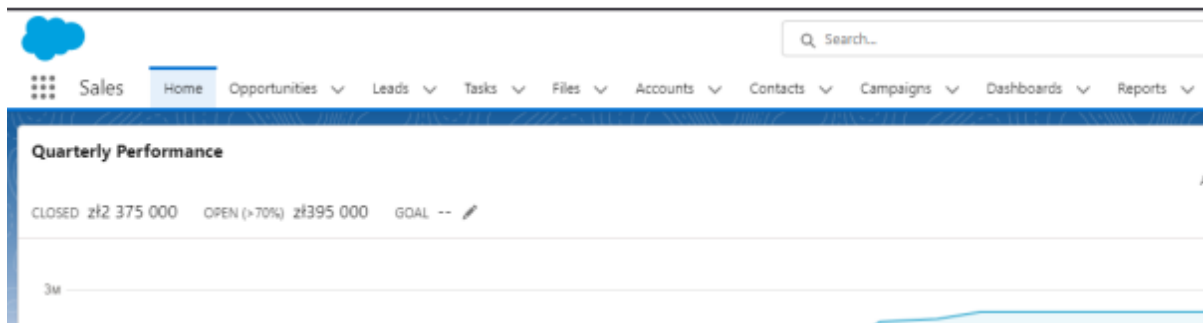 Search...
Sales Home Opportunities Leads Tasks Files Accounts Contacts Campaigns Dashboards Reports
Quarterly Performance
CLOSED zł2 375 000 OPEN (>70%) zł395 000 GOAL --
3M